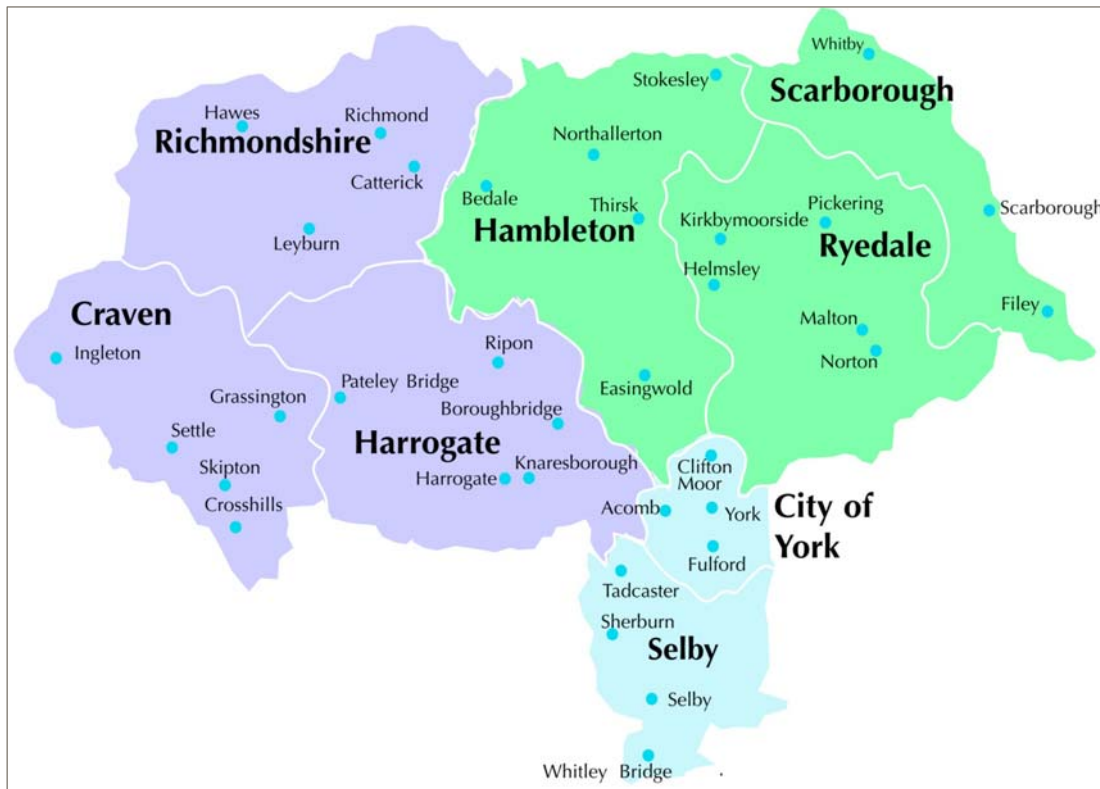 Whitby
Stokesley
Scarborough
Hawes
Richmond
Richmondshire
Northallerton
Catterick
Bedale
Thirsk
Hambleton
Kirkbymoorside
Pickering
Ryedale
Scarborough
Leyburn
Helmsley
Craven
Ingleton
Filey
Malton
Norton
Ripon
Pateley Bridge
Easingwold
Grassington
Boroughbridge
Settle
Harrogate
Skipton
Harrogate
Knaresborough
Clifton
Moor
Crosshills
Acomb
York
City of
York
Fulford
Tadcaster
Sherburn
Selby
Selby
Whitley Bridge